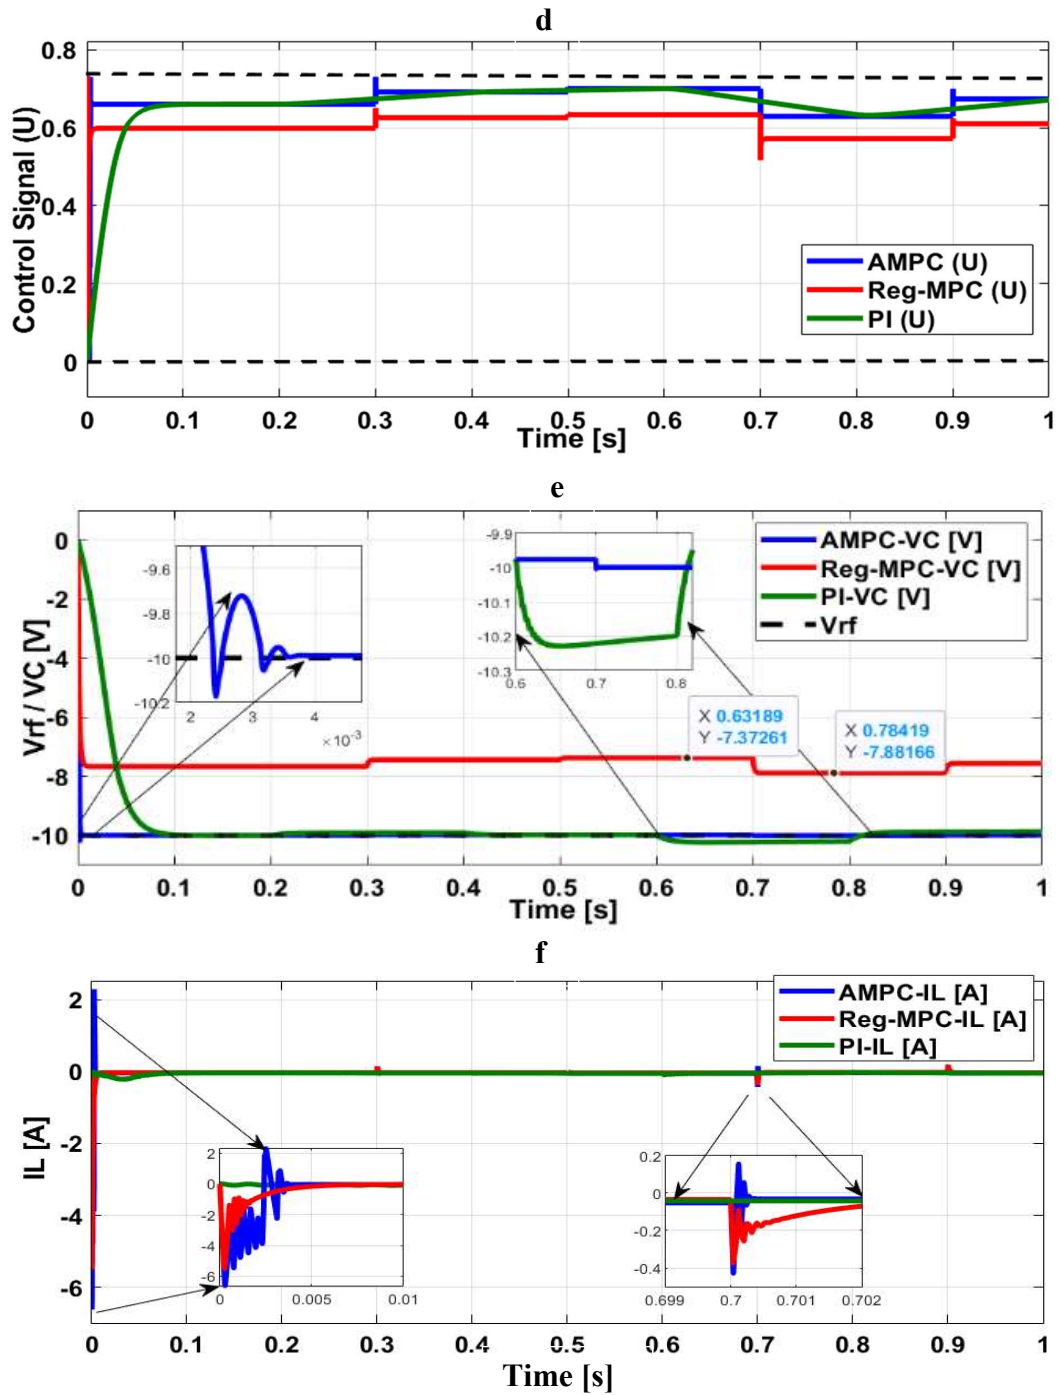 d
0.8
0.6
0.4
0.2
0
Control Signal (U)
AMPC (U)
Reg-MPC (U)
PI (U)
0 0.1 0.2 0.3 0.4 0.5 0.6 0.7 0.8 0.9 1
Time [s]
e
0
-2
-4
-6
-8
-10
Vrf / VC [V]
-9.6
-9.8
-10
-10.2
2 3 4
×10⁻³
-9.9
-10
-10.1
-10.2
-10.3
0.6 0.7 0.8
AMPC-VC [V]
Reg-MPC-VC [V]
PI-VC [V]
Vrf
X 0.63189
Y -7.37261
X 0.78419
Y -7.88166
0 0.1 0.2 0.3 0.4 0.5 0.6 0.7 0.8 0.9 1
Time [s]
f
2
0
-2
-4
-6
IL [A]
AMPC-IL [A]
Reg-MPC-IL [A]
PI-IL [A]
2
0
-2
-4
-6
0 0.005 0.01
0.2
0
-0.2
-0.4
0.699 0.7 0.701 0.702
0 0.1 0.2 0.3 0.4 0.5 0.6 0.7 0.8 0.9 1
Time [s]